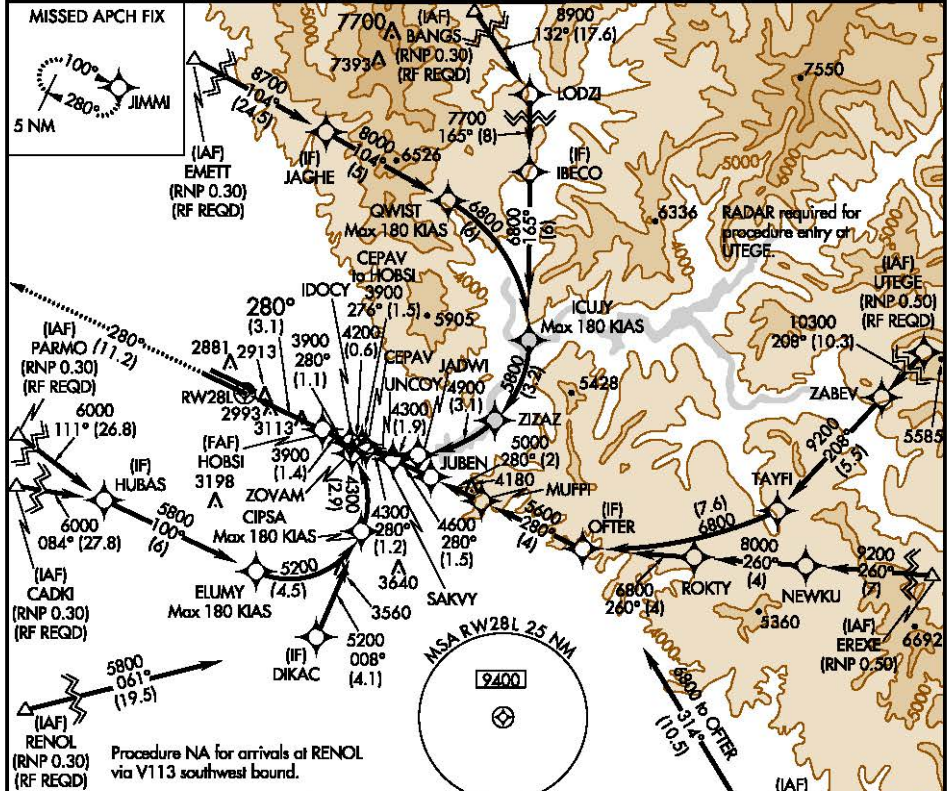 MISSED APCH FIX
100°
280°
JIMMI
5 NM
7700
7393
(IAF)
BANGS
(RNP 0.30)
(RF REQD)
8900
132° (17.6)
7550
LODZI
8700
104°
(24.5)
7700
165° (8)
(IAF)
EMETT
(RNP 0.30)
(RF REQD)
(IF)
JAGHE
8000
104°
(5)
6526
(IF)
IBECO
QWIST
Max 180 KIAS
6800
(6)
6800
165°
(6)
6336
RADAR required for
procedure entry at
UTEGE.
(IAF)
UTEGE
(RNP 0.50)
(RF REQD)
CEPAV
to HOBSI
3900
276° (1.5)
5905
IDOCY
280°
(3.1)
3900
280°
(1.1)
4200
(0.6)
CEPAV
UNCOY
JADWI
4900
(3.1)
ICUJY
Max 180 KIAS
5800
(3.2)
10300
208° (10.3)
280°
(11.2)
(IAF)
PARMO
(RNP 0.30)
(RF REQD)
2881
2913
RW28L
2993
3113
4300
(1.9)
5428
ZABEV
5585
ZIZAZ
6000
111° (26.8)
(FAF)
HOBSI
3198
3900
(1.4)
5000
280° (2)
JUBEN
4180
MUFPI
9200
208°
(5.5)
TAYFI
(IF)
HUBAS
ZOVAM
(2.9)
4300
CIPSA
Max 180 KIAS
4300
280°
(1.2)
4600
280°
(1.5)
5600
280°
(4)
(IF)
OFTER
(7.6)
6800
6000
084° (27.8)
5800
100°
(6)
8000
260°
(4)
9200
260°
(7)
(IAF)
CADKI
(RNP 0.30)
(RF REQD)
ELUMY
Max 180 KIAS
5200
(4.5)
3640
SAKVY
6800
260° (4)
ROKTY
NEWKU
3560
5360
(IAF)
EREXE
(RNP 0.50)
6692
(IF)
DIKAC
5200
008°
(4.1)
MSA RW28L 25 NM
9400
5800
061°
(19.5)
6800 to OFTER
314°
(10.5)
(IAF)
RENOL
(RNP 0.30)
(RF REQD)
Procedure NA for arrivals at RENOL
via V113 southwest bound.
(IAF)